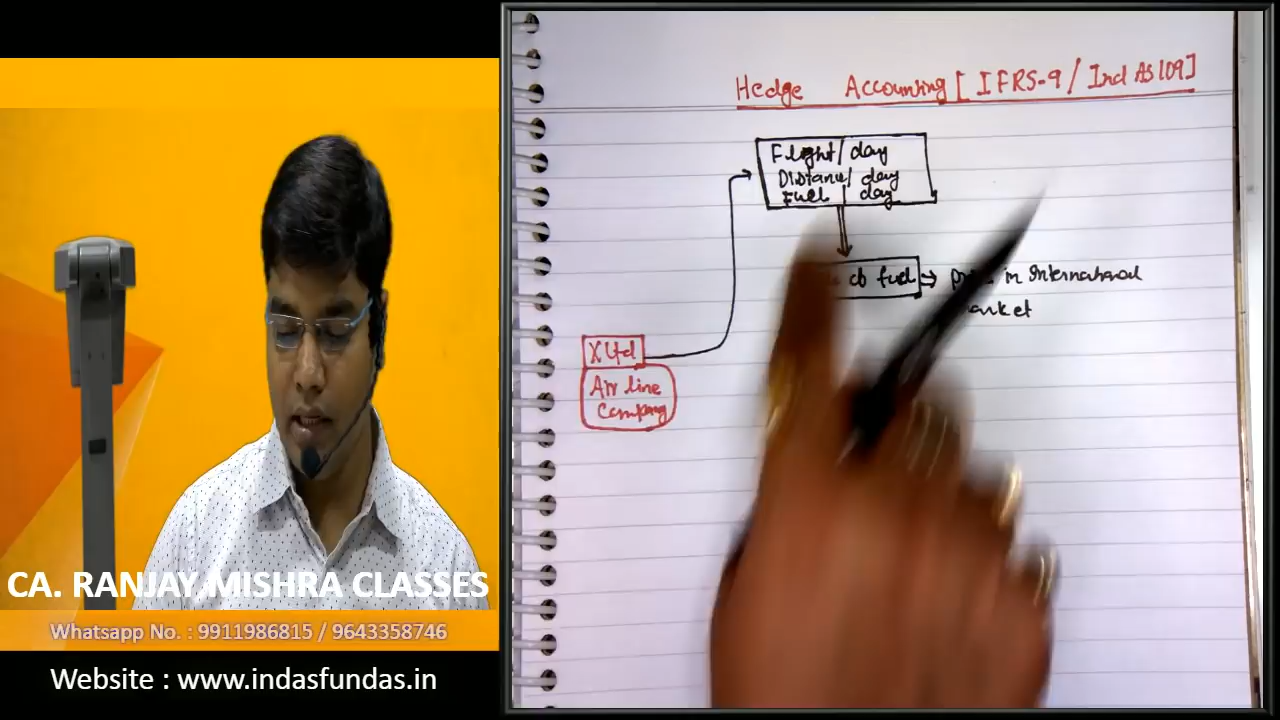 Hedge Accounting [IFRS-9 / Ind AS 109]
Flight / day
Distance / day
Fuel / day
fuel ⇒ in International
X Ltd
Air line
Company
CA. RANJAY MISHRA CLASSES
Whatsapp No. : 9911986815 / 9643358746
Website : www.indasfundas.in